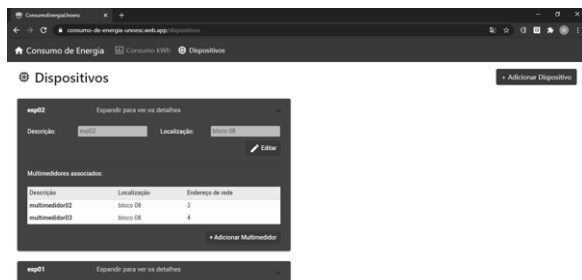 ConsumoEnergiaUnoesc
consumo-de-energia-unoesc.web.app/dispositivos
Consumo de Energia Consumo kWh Dispositivos
Dispositivos
+ Adicionar Dispositivo
esp02 Expandir para ver os detalhes
Descrição: esp02 Localização: bloco 08
Editar
Multimedidores associados:
Descrição Localização Endereço de rede
multimedidor02 bloco 08 3
multimedidor03 bloco 08 4
+ Adicionar Multimedidor
esp01 Expandir para ver os detalhes